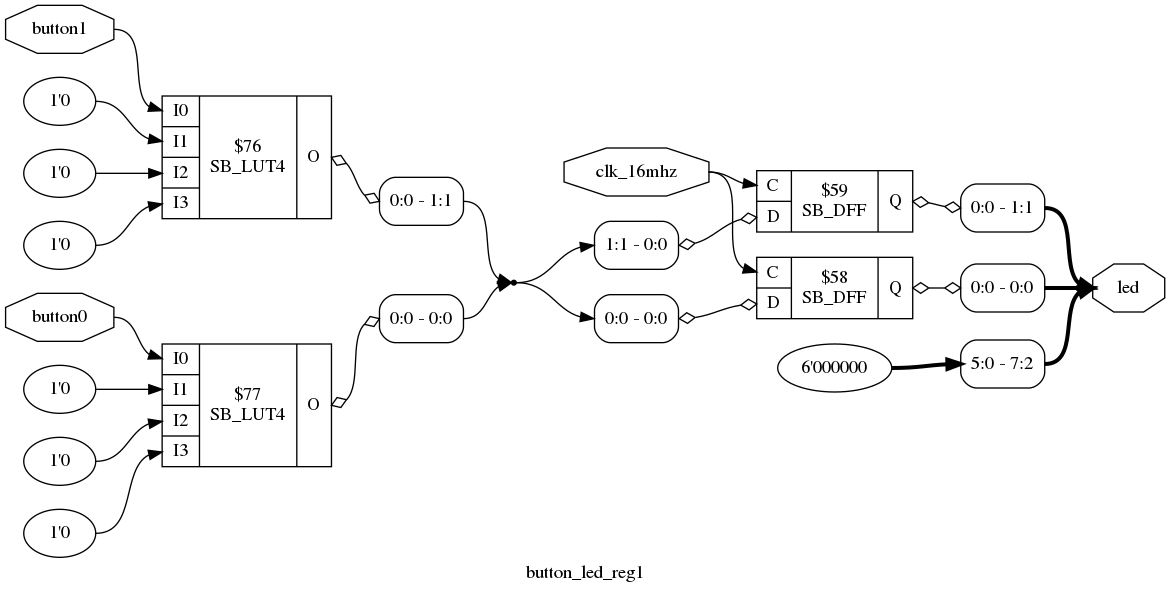 button1
1'0
1'0
1'0
I0
I1
I2
I3
$76
SB_LUT4
O
0:0 - 1:1
button0
1'0
1'0
1'0
I0
I1
I2
I3
$77
SB_LUT4
O
0:0 - 0:0
clk_16mhz
1:1 - 0:0
0:0 - 0:0
C
D
$59
SB_DFF
Q
0:0 - 1:1
C
D
$58
SB_DFF
Q
0:0 - 0:0
6'000000
5:0 - 7:2
led
button_led_reg1